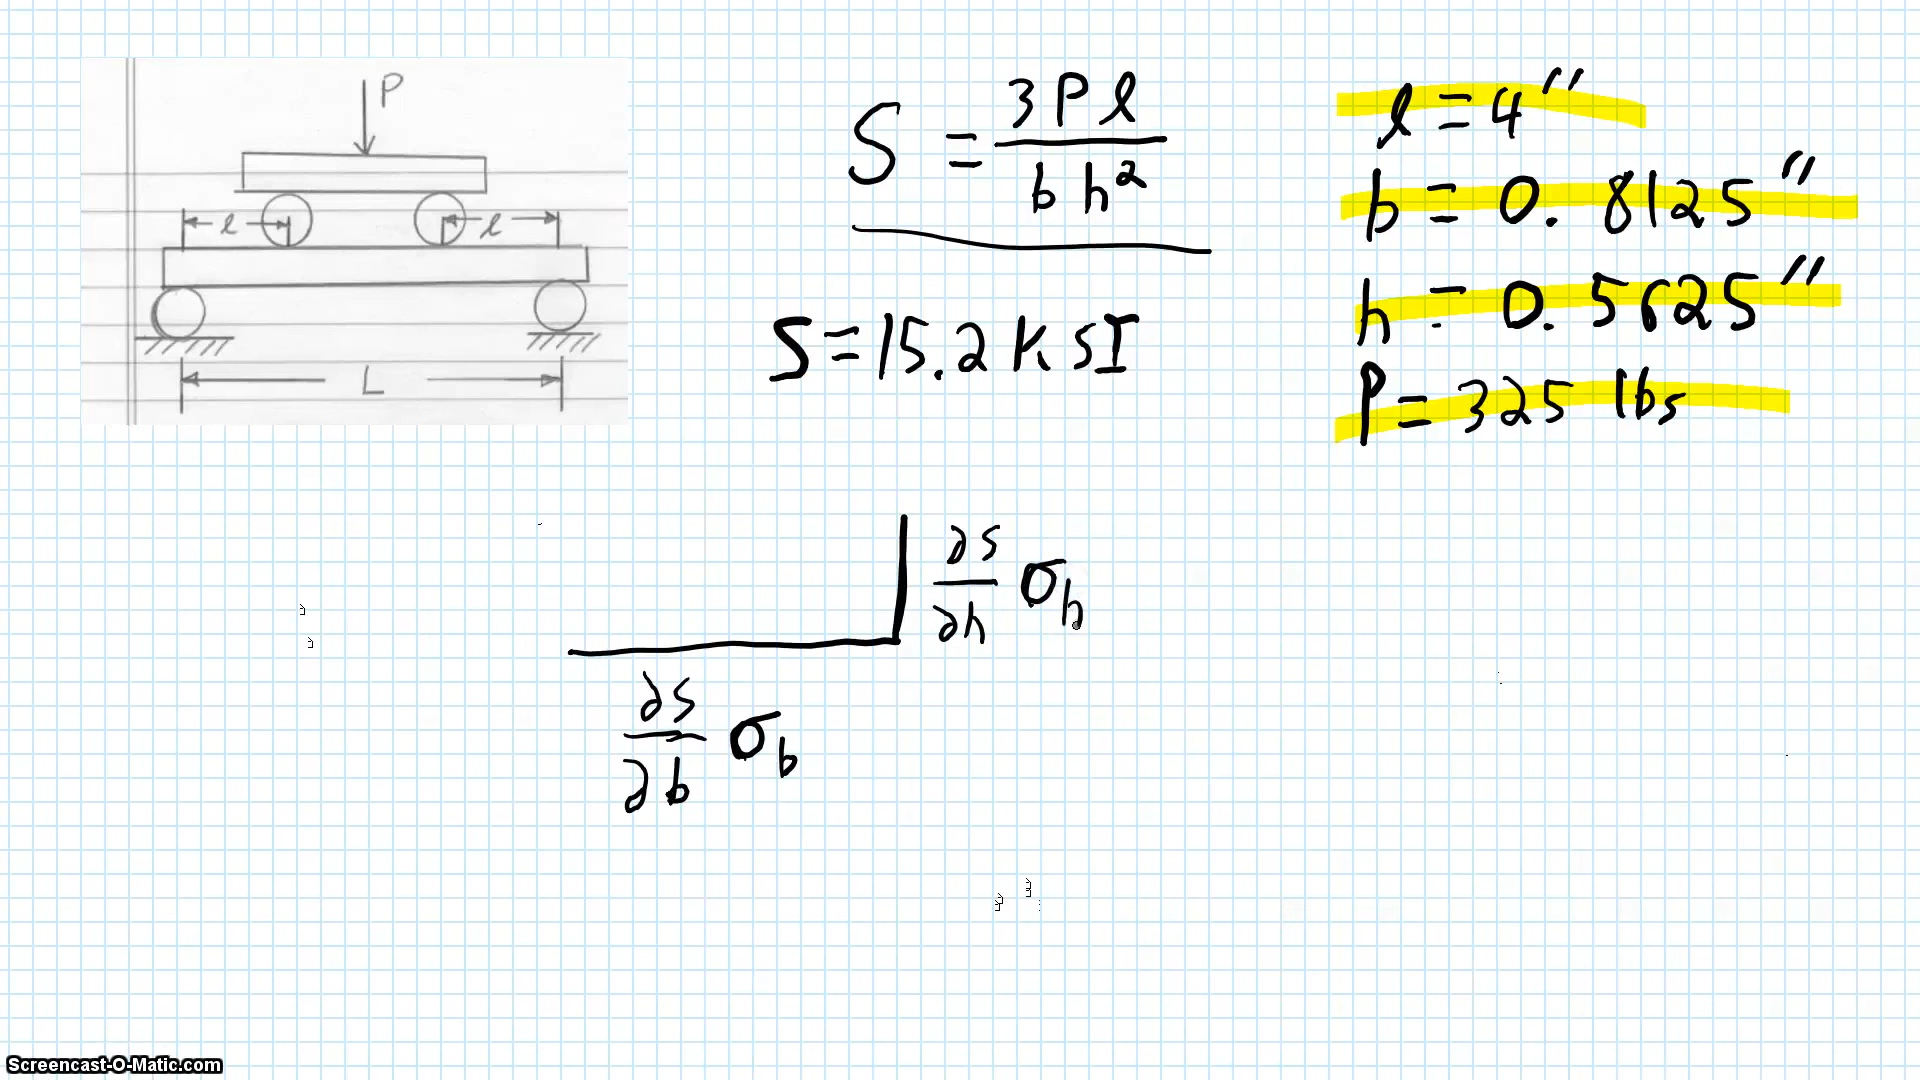 P
l l
L
S = 3Pl / bh²
S = 15.2 KSI
l = 4"
b = 0.8125"
h = 0.5625"
P = 325 lbs
∂S/∂h σh
∂S/∂b σb
Screencast-O-Matic.com